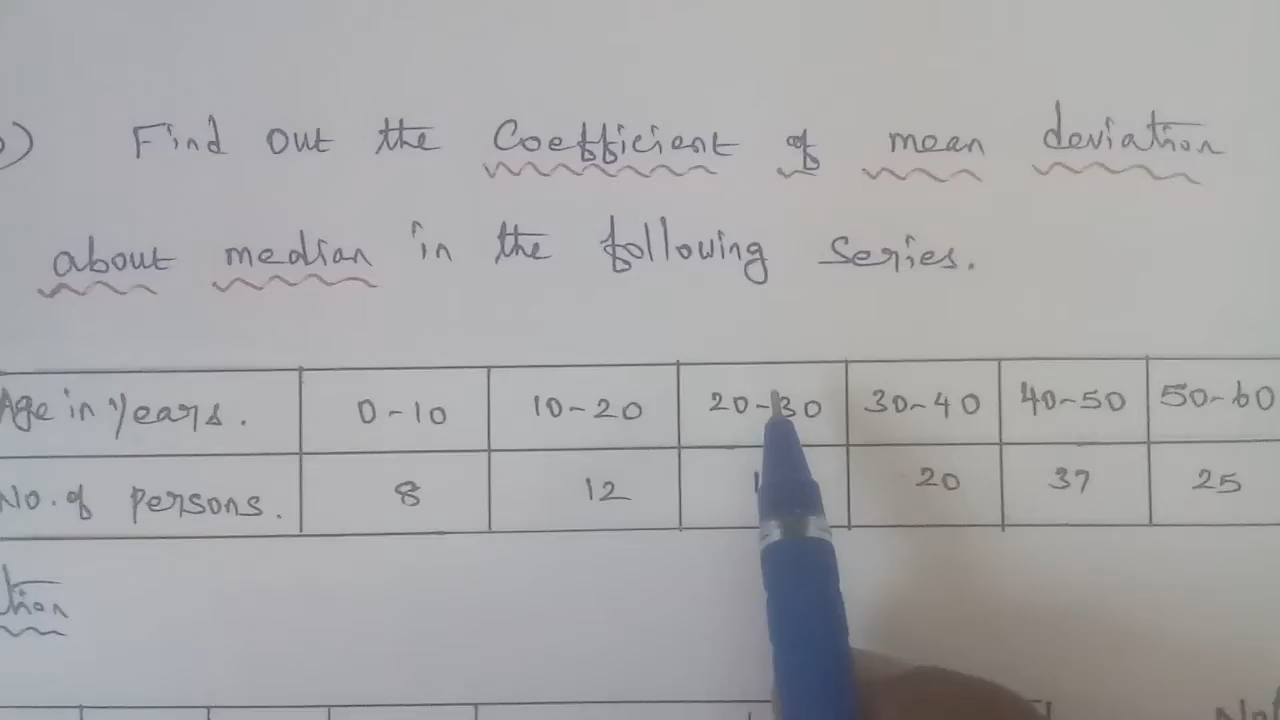 Find out the Coefficient of mean deviation
about median in the following Series.
Age in years. 0-10 10-20 20-30 30-40 40-50 50-60
No. of persons. 8 12 20 37 25